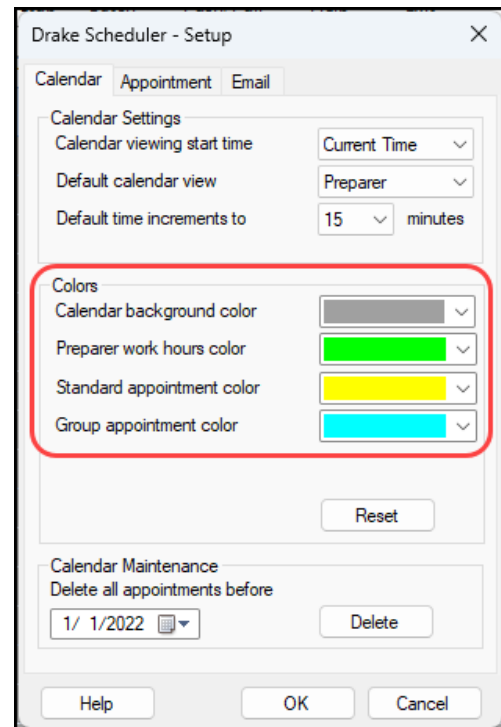 Drake Scheduler - Setup
Calendar Appointment Email
Calendar Settings
Calendar viewing start time Current Time
Default calendar view Preparer
Default time increments to 15 minutes
Colors
Calendar background color
Preparer work hours color
Standard appointment color
Group appointment color
Reset
Calendar Maintenance
Delete all appointments before
1/ 1/2022 Delete
Help OK Cancel